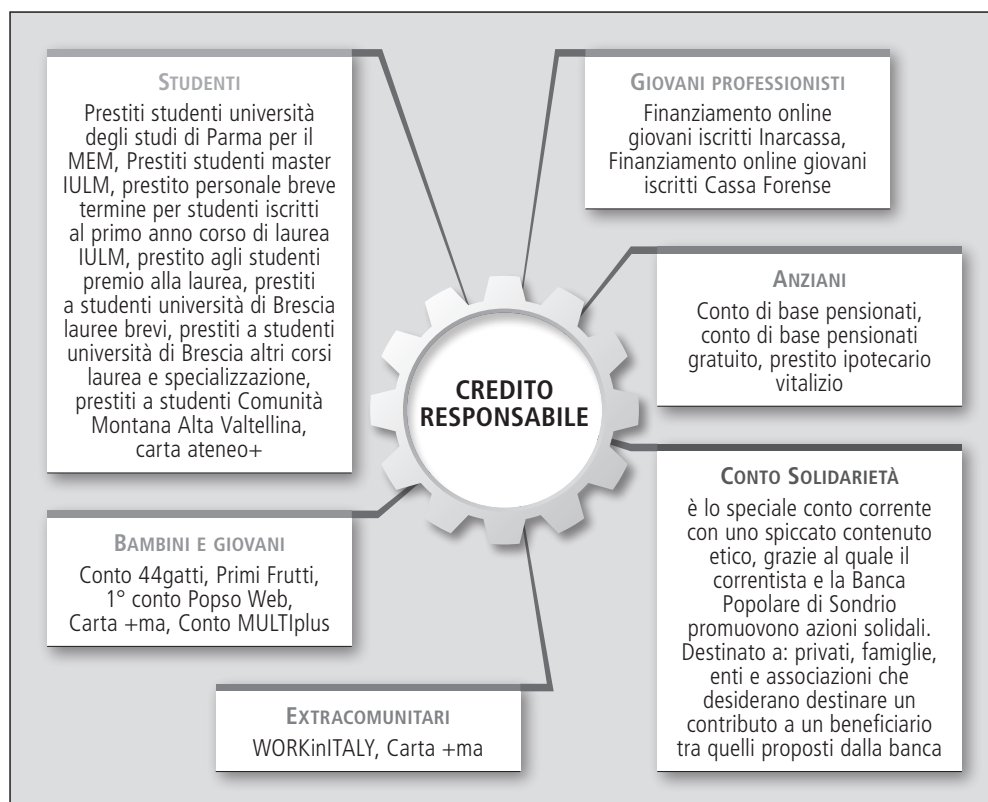 STUDENTI
Prestiti studenti università
degli studi di Parma per il
MEM, Prestiti studenti master
IULM, prestito personale breve
termine per studenti iscritti
al primo anno corso di laurea
IULM, prestito agli studenti
premio alla laurea, prestiti
a studenti università di Brescia
lauree brevi, prestiti a studenti
università di Brescia altri corsi
laurea e specializzazione,
prestiti a studenti Comunità
Montana Alta Valtellina,
carta ateneo+
GIOVANI PROFESSIONISTI
Finanziamento online
giovani iscritti Inarcassa,
Finanziamento online giovani
iscritti Cassa Forense
ANZIANI
Conto di base pensionati,
conto di base pensionati
gratuito, prestito ipotecario
vitalizio
CREDITO
RESPONSABILE
CONTO SOLIDARIETÀ
è lo speciale conto corrente
con uno spiccato contenuto
etico, grazie al quale il
correntista e la Banca
Popolare di Sondrio
promuovono azioni solidali.
Destinato a: privati, famiglie,
enti e associazioni che
desiderano destinare un
contributo a un beneficiario
tra quelli proposti dalla banca
BAMBINI E GIOVANI
Conto 44gatti, Primi Frutti,
1° conto Popso Web,
Carta +ma, Conto MULTIplus
EXTRACOMUNITARI
WORKinITALY, Carta +ma